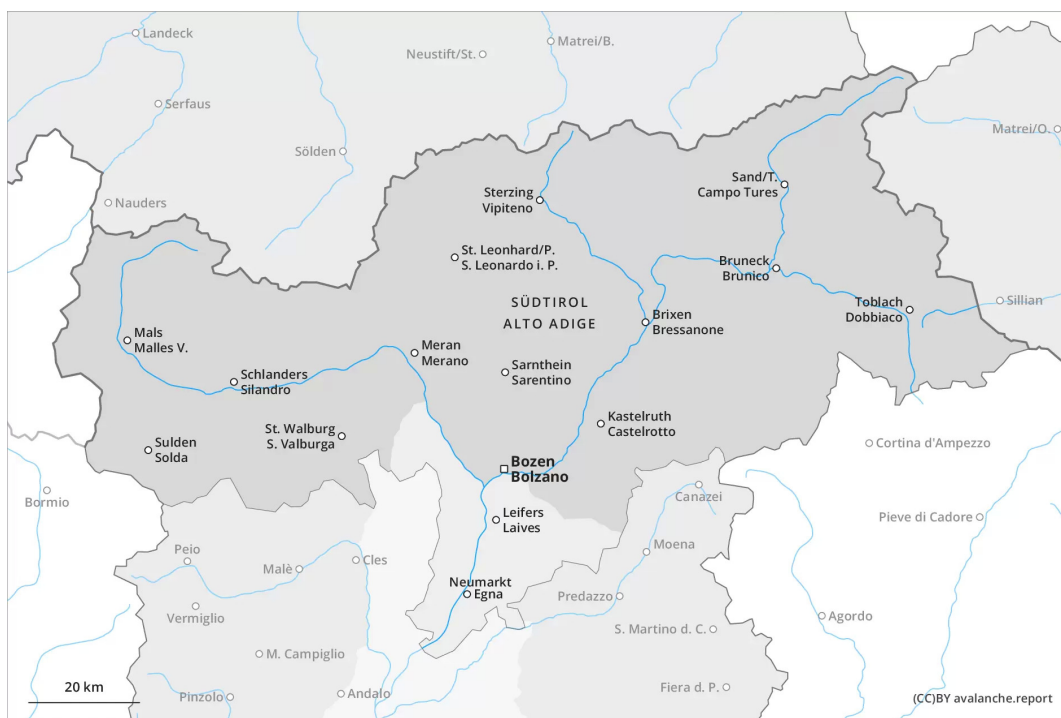 Landeck
Neustift/St.
Matrei/B.
Serfaus
Sölden
Matrei/O.
Nauders
Sterzing
Vipiteno
Sand/T.
Campo Tures
St. Leonhard/P.
S. Leonardo i. P.
Bruneck
Brunico
SÜDTIROL
ALTO ADIGE
Toblach
Dobbiaco
Sillian
Brixen
Bressanone
Mals
Malles V.
Meran
Merano
Schlanders
Silandro
Sarnthein
Sarentino
Kastelruth
Castelrotto
St. Walburg
S. Valburga
Sulden
Solda
Cortina d'Ampezzo
Bozen
Bolzano
Bormio
Canazei
Leifers
Laives
Pieve di Cadore
Peio
Malè
Cles
Moena
Neumarkt
Egna
Predazzo
Vermiglio
Agordo
S. Martino d. C.
M. Campiglio
Fiera d. P.
Pinzolo
Andalo
20 km
(CC)BY avalanche.report